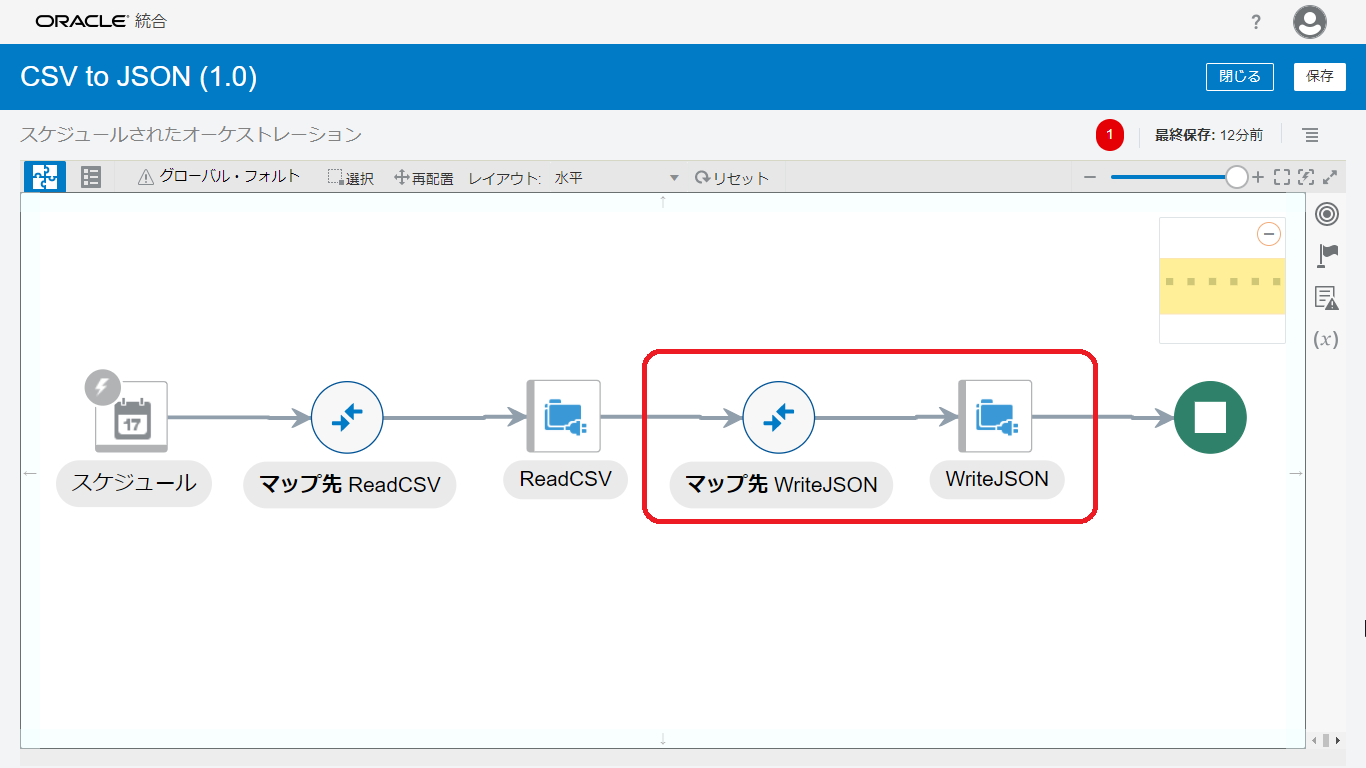 ORACLE 統合
?
CSV to JSON (1.0)
閉じる
保存
スケジュールされたオーケストレーション
1
最終保存: 12分前
グローバル・フォルト
選択
再配置
レイアウト: 水平
リセット
(x)
17
スケジュール
マップ先 ReadCSV
ReadCSV
マップ先 WriteJSON
WriteJSON